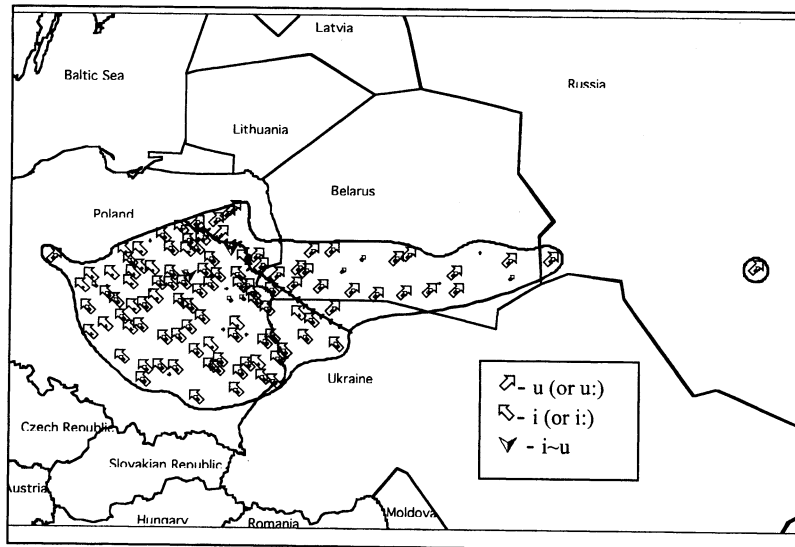 Latvia
Baltic Sea
Russia
Lithuania
Belarus
Poland
- u (or u:)
Ukraine
- i (or i:)
Czech Republic
- i~u
Slovakian Republic
Austria
Moldova
Hungary
Romania